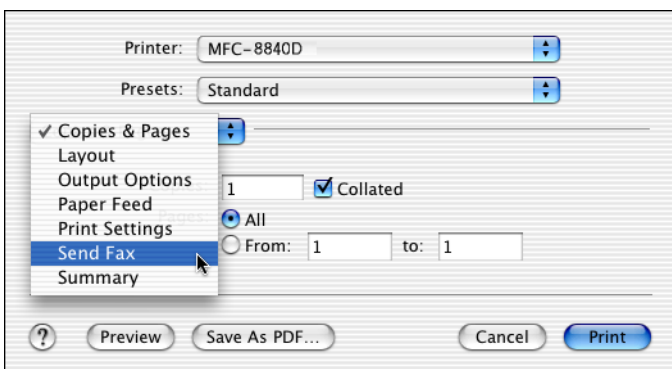 Printer: MFC-8840D
Presets: Standard
✓ Copies & Pages
Layout
Output Options
1 Collated
Paper Feed
Pages: All
Print Settings
From: 1 to: 1
Send Fax
Summary
? Preview Save As PDF... Cancel Print